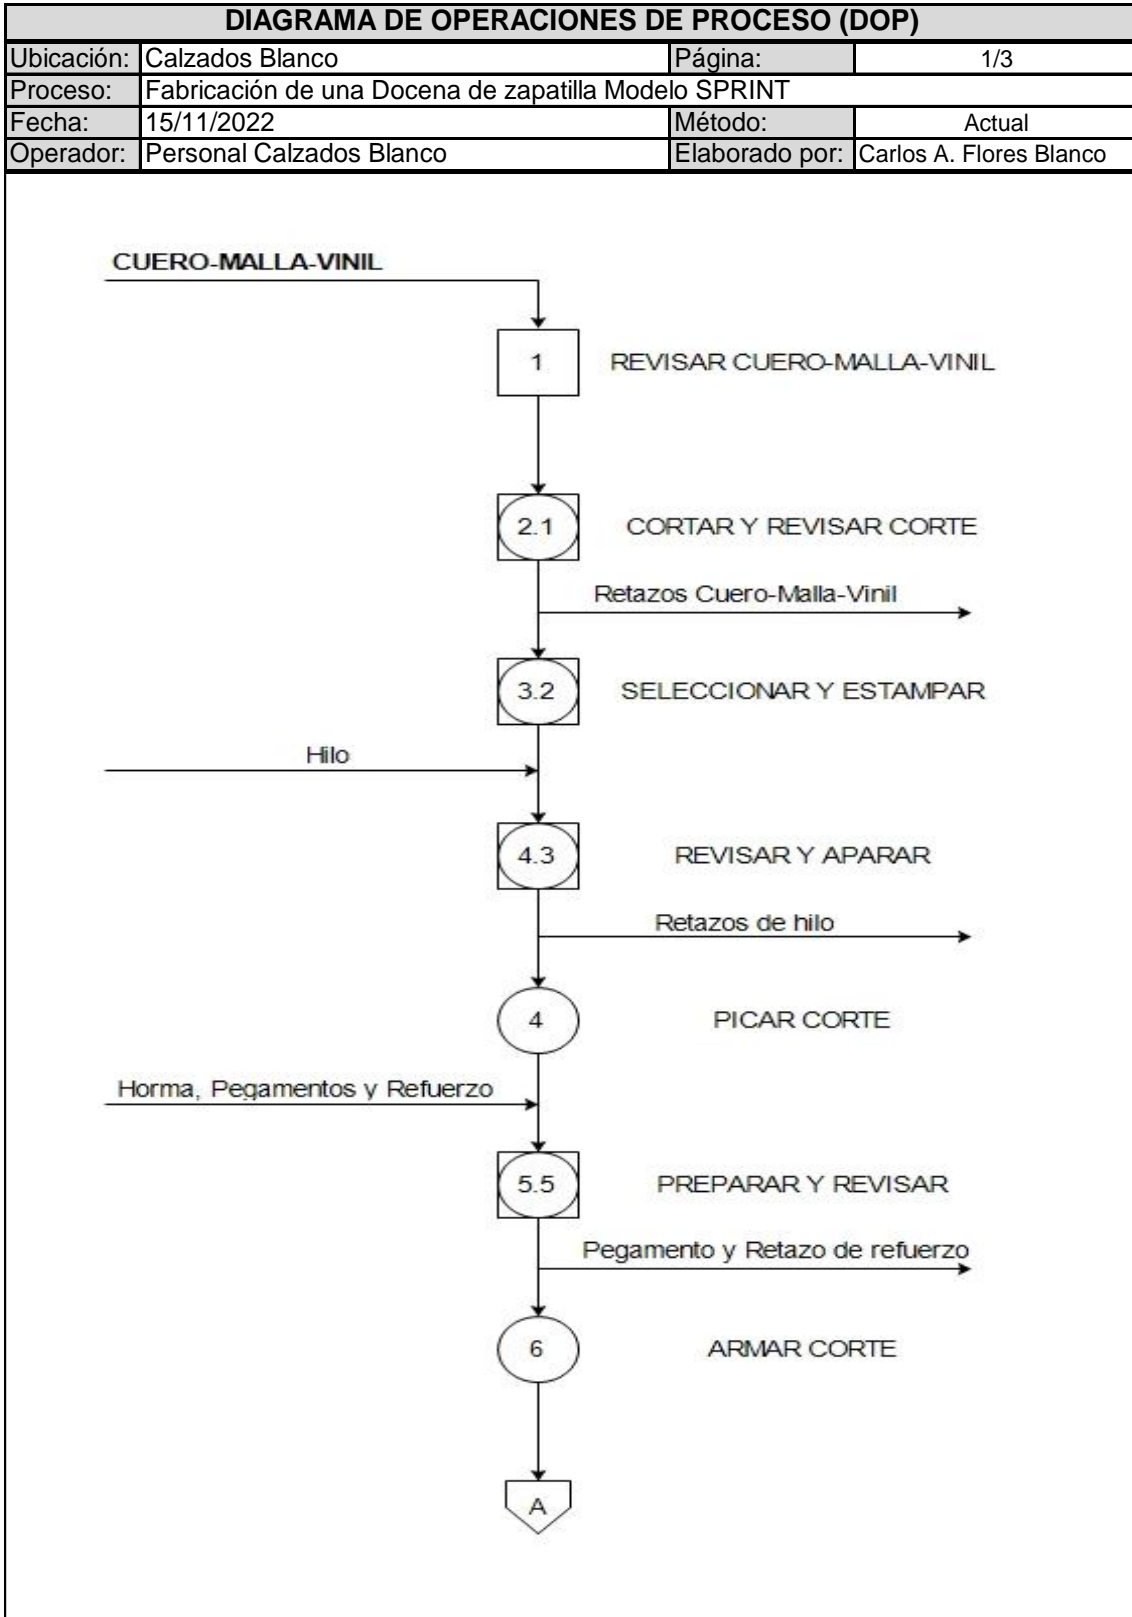 DIAGRAMA DE OPERACIONES DE PROCESO (DOP)
Ubicación: Calzados Blanco Página: 1/3
Proceso: Fabricación de una Docena de zapatilla Modelo SPRINT
Fecha: 15/11/2022 Método: Actual
Operador: Personal Calzados Blanco Elaborado por: Carlos A. Flores Blanco
CUERO-MALLA-VINIL
1 REVISAR CUERO-MALLA-VINIL
2.1 CORTAR Y REVISAR CORTE
Retazos Cuero-Malla-Vinil
3.2 SELECCIONAR Y ESTAMPAR
Hilo
4.3 REVISAR Y APARAR
Retazos de hilo
4 PICAR CORTE
Horma, Pegamentos y Refuerzo
5.5 PREPARAR Y REVISAR
Pegamento y Retazo de refuerzo
6 ARMAR CORTE
A